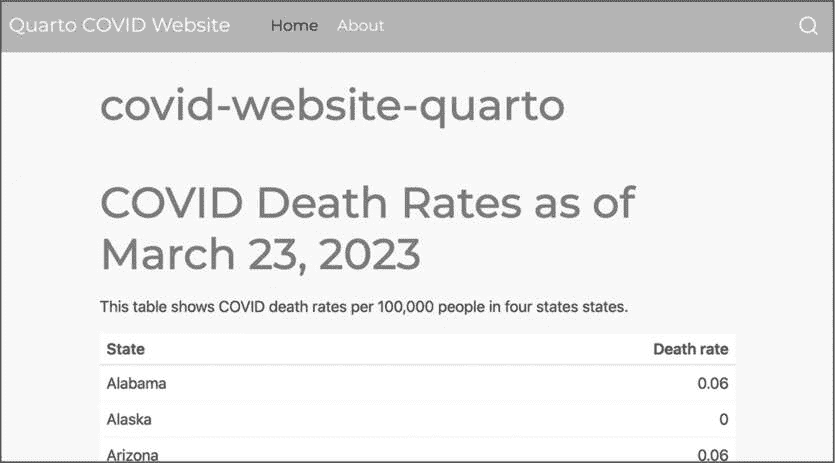 Quarto COVID Website Home About
covid-website-quarto
COVID Death Rates as of
March 23, 2023
This table shows COVID death rates per 100,000 people in four states states.
State Death rate
Alabama 0.06
Alaska 0
Arizona 0.06